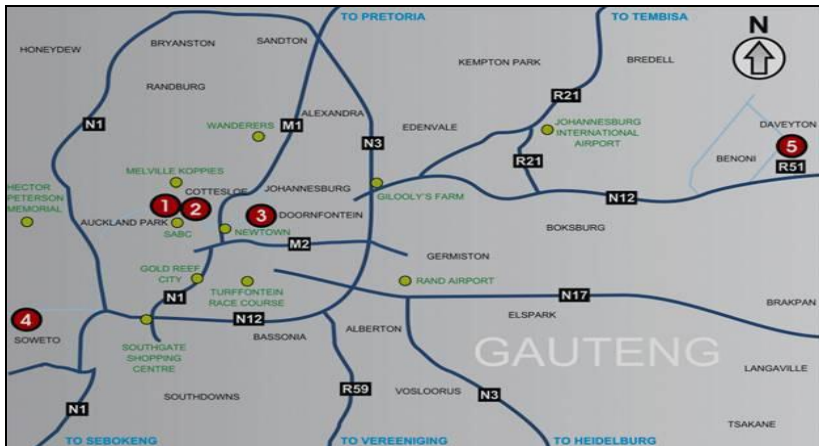 TO PRETORIA
TO TEMBISA
N
SANDTON
BRYANSTON
HONEYDEW
KEMPTON PARK
BREDELL
RANDBURG
R21
ALEXANDRA
N1
M1
WANDERERS
EDENVALE
JOHANNESBURG
INTERNATIONAL
AIRPORT
DAVEYTON
N3
5
R21
BENONI
R51
MELVILLE KOPPIES
HECTOR
PETERSON
MEMORIAL
COTTESLOE
JOHANNESBURG
GILOOLY'S FARM
N12
1
2
3
AUCKLAND PARK
DOORNFONTEIN
SABC
NEWTOWN
BOKSBURG
M2
GERMISTON
GOLD REEF
CITY
TURFFONTEIN
RACE COURSE
RAND AIRPORT
N1
N17
BRAKPAN
4
N12
ELSPARK
SOWETO
BASSONIA
ALBERTON
SOUTHGATE
SHOPPING
CENTRE
GAUTENG
LANGAVILLE
SOUTHDOWNS
R59
VOSLOORUS
N3
N1
TSAKANE
TO SEBOKENG
TO VEREENIGING
TO HEIDELBURG